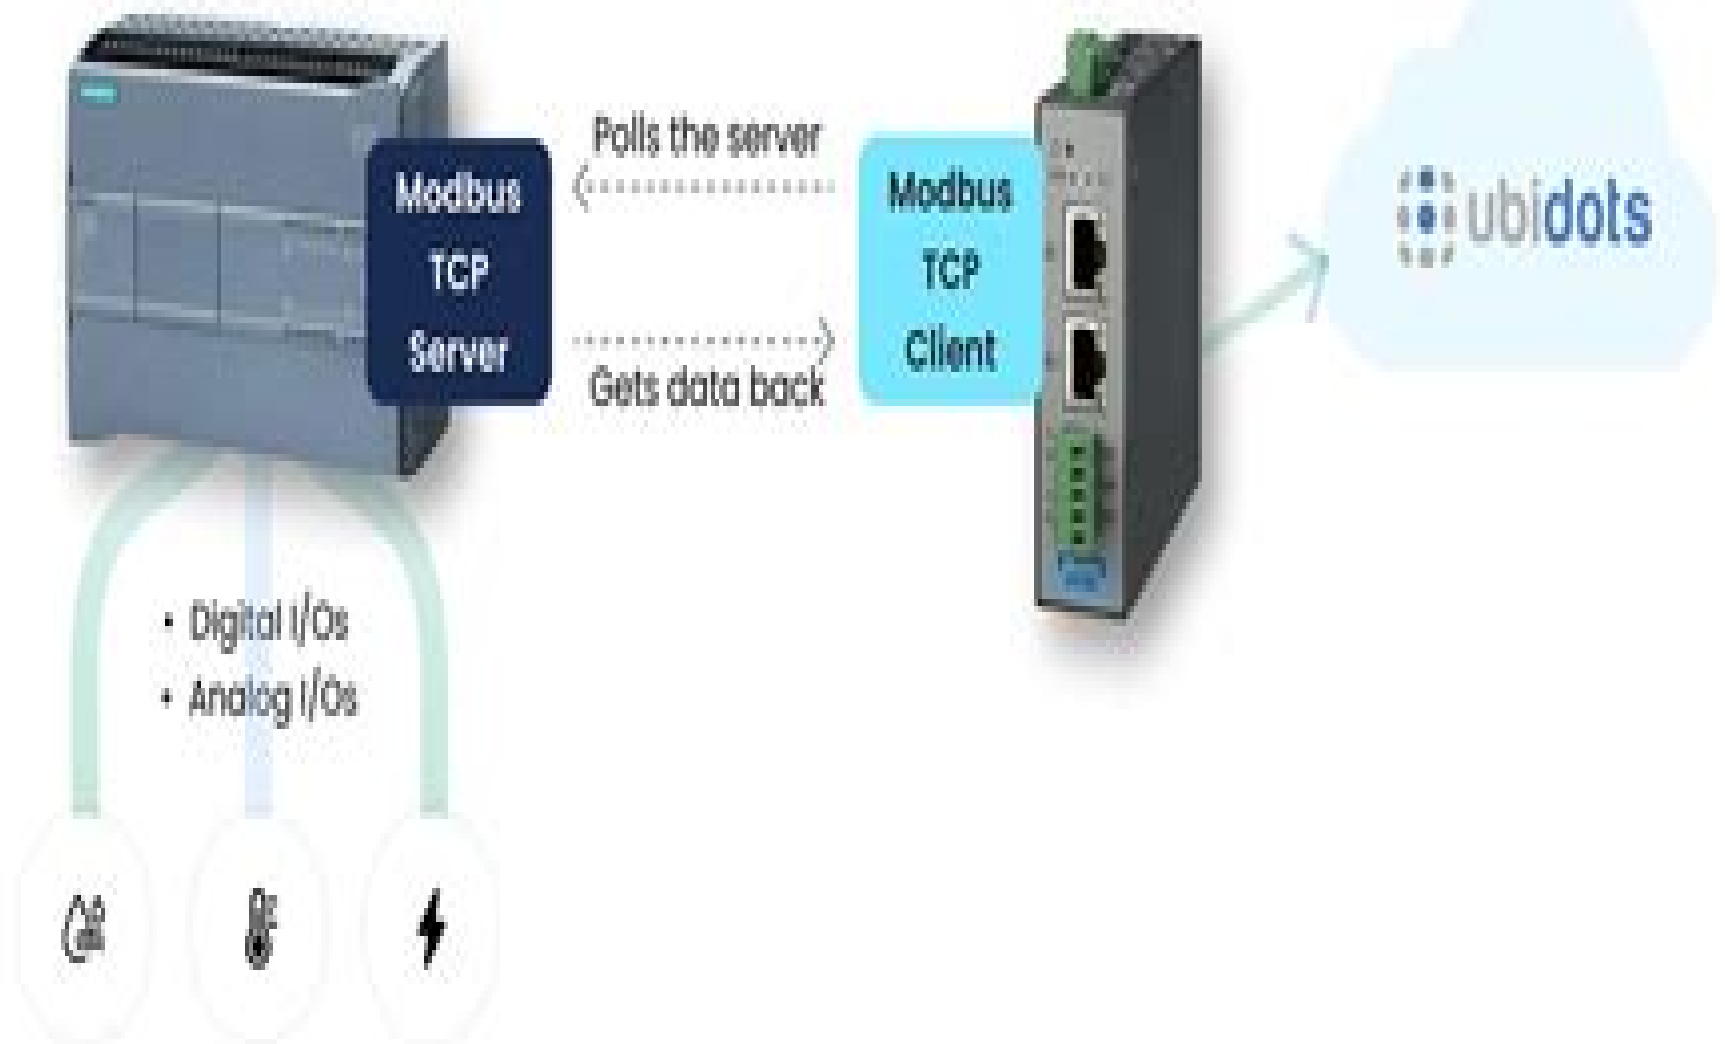 Modbus
TCP
Server
Polls the server
Gets data back
Modbus
TCP
Client
ubidots
• Digital I/Os
• Analog I/Os